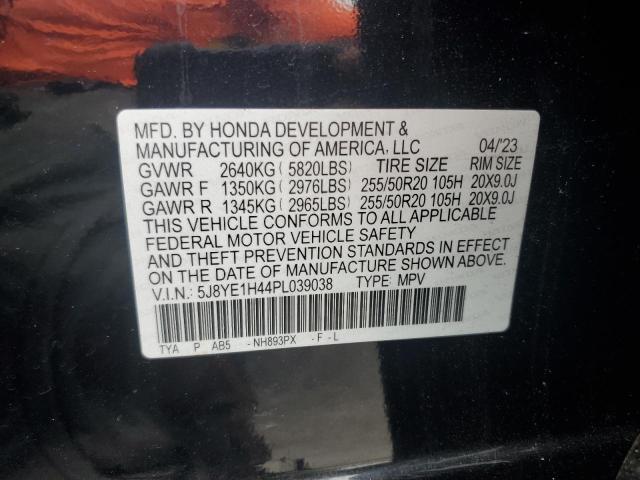 MFD. BY HONDA DEVELOPMENT &
MANUFACTURING OF AMERICA, LLC 04/'23
GVWR 2640KG ( 5820LBS) TIRE SIZE RIM SIZE
GAWR F 1350KG ( 2976LBS) 255/50R20 105H 20X9.0J
GAWR R 1345KG ( 2965LBS) 255/50R20 105H 20X9.0J
THIS VEHICLE CONFORMS TO ALL APPLICABLE
FEDERAL MOTOR VEHICLE SAFETY
AND THEFT PREVENTION STANDARDS IN EFFECT
ON THE DATE OF MANUFACTURE SHOWN ABOVE.
V.I.N.: 5J8YE1H44PL039038 TYPE: MPV
TYA P AB5 -NH893PX -F-L